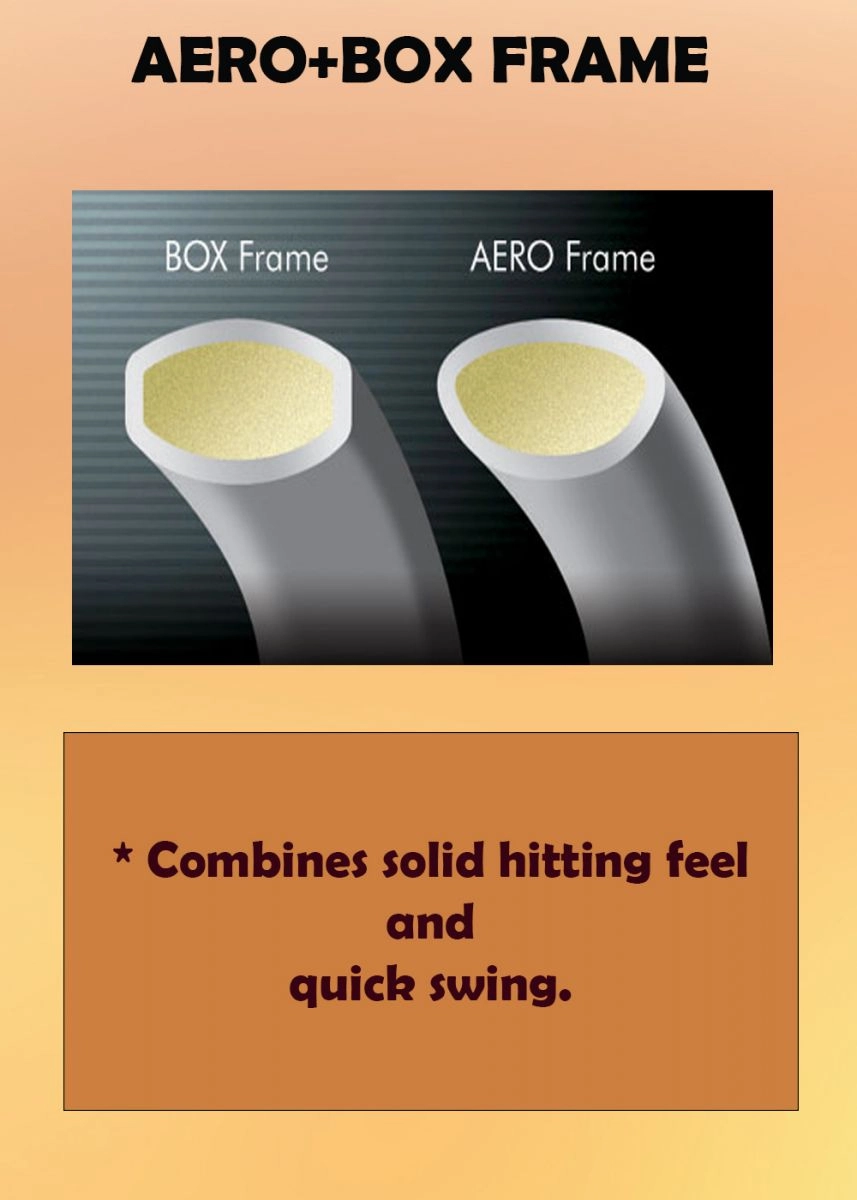 AERO+BOX FRAME
BOX Frame
AERO Frame
* Combines solid hitting feel
and
quick swing.